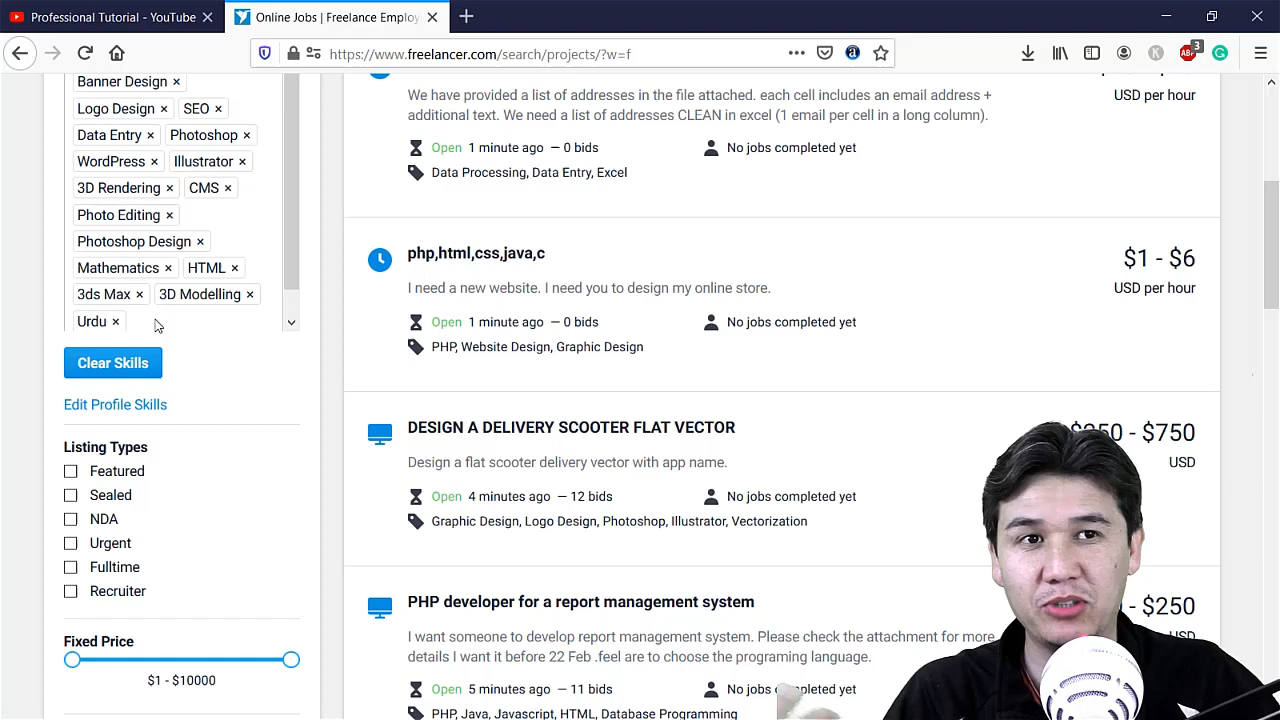 Professional Tutorial - YouTube
Online Jobs | Freelance Employ
https://www.freelancer.com/search/projects/?w=f
3
Banner Design ×
Logo Design × SEO ×
Data Entry × Photoshop ×
WordPress × Illustrator ×
3D Rendering × CMS ×
Photo Editing ×
Photoshop Design ×
Mathematics × HTML ×
3ds Max × 3D Modelling ×
Urdu ×
Clear Skills
Edit Profile Skills
Listing Types
Featured
Sealed
NDA
Urgent
Fulltime
Recruiter
Fixed Price
$1 - $10000
We have provided a list of addresses in the file attached. each cell includes an email address +
additional text. We need a list of addresses CLEAN in excel (1 email per cell in a long column).
USD per hour
Open 1 minute ago — 0 bids
No jobs completed yet
Data Processing, Data Entry, Excel
php,html,css,java,c
$1 - $6
I need a new website. I need you to design my online store.
USD per hour
Open 1 minute ago — 0 bids
No jobs completed yet
PHP, Website Design, Graphic Design
DESIGN A DELIVERY SCOOTER FLAT VECTOR
- $750
Design a flat scooter delivery vector with app name.
USD
Open 4 minutes ago — 12 bids
No jobs completed yet
Graphic Design, Logo Design, Photoshop, Illustrator, Vectorization
PHP developer for a report management system
- $250
I want someone to develop report management system. Please check the attachment for more
details I want it before 22 Feb .feel are to choose the programing language.
Open 5 minutes ago — 11 bids
No jobs completed yet
PHP, Java, Javascript, HTML, Database Programming